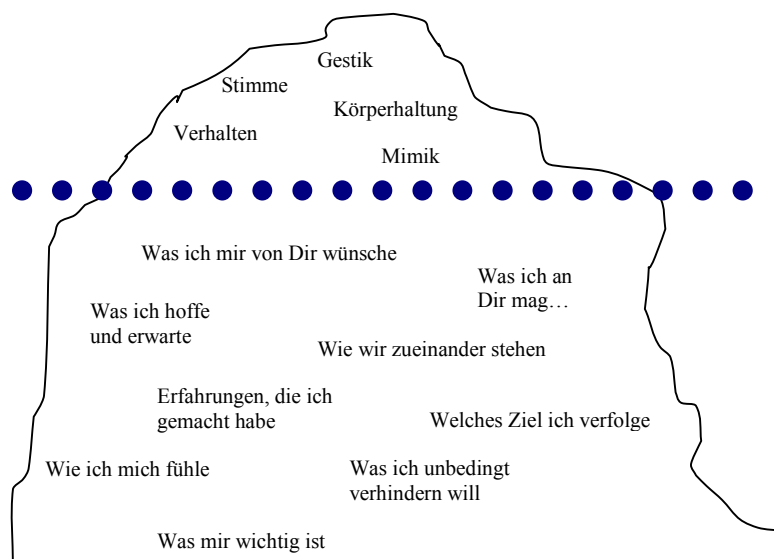 Gestik
Stimme
Körperhaltung
Verhalten
Mimik
Was ich mir von Dir wünsche
Was ich an
Dir mag…
Was ich hoffe
und erwarte
Wie wir zueinander stehen
Erfahrungen, die ich
gemacht habe
Welches Ziel ich verfolge
Wie ich mich fühle
Was ich unbedingt
verhindern will
Was mir wichtig ist